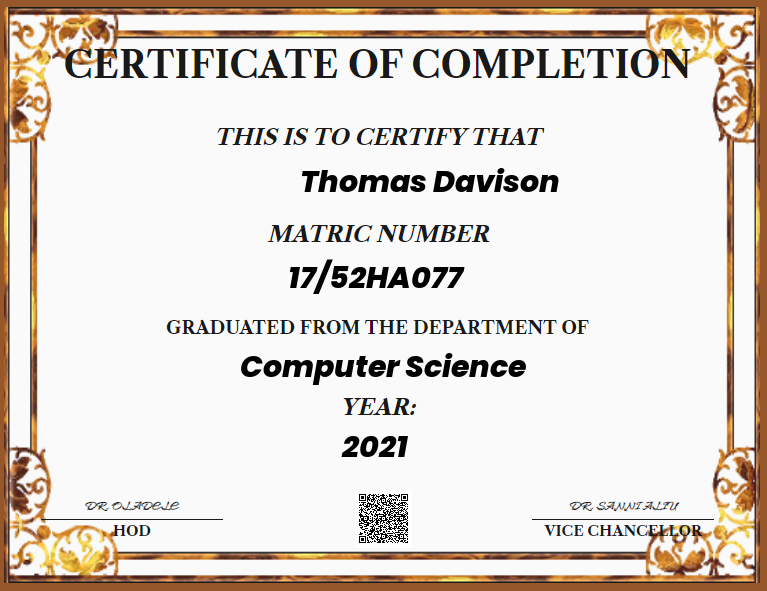 CERTIFICATE OF COMPLETION
THIS IS TO CERTIFY THAT
Thomas Davison
MATRIC NUMBER
17/52HA077
GRADUATED FROM THE DEPARTMENT OF
Computer Science
YEAR:
2021
DR. OLADELE
DR. SANNI ALIU
HOD
VICE CHANCELLOR